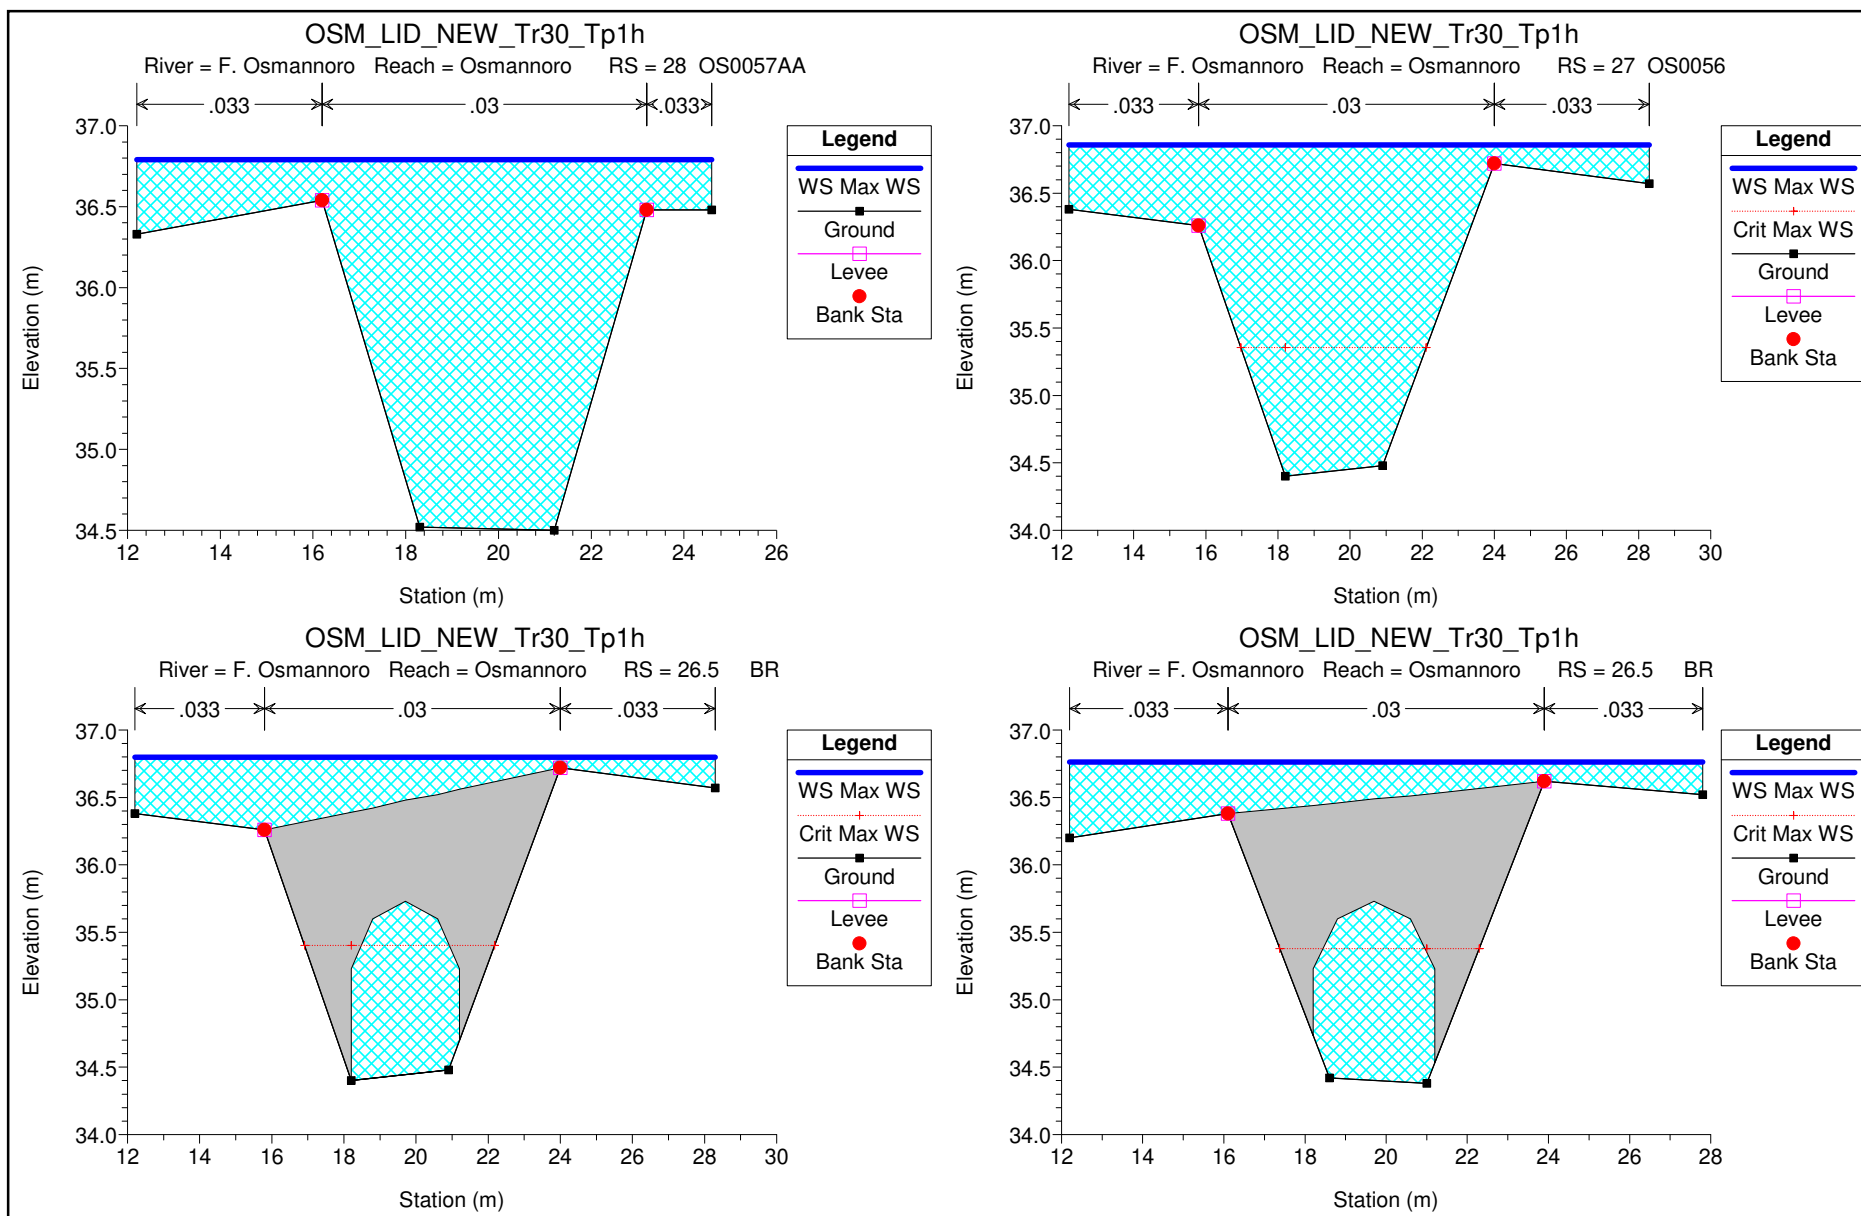 OSM_LID_NEW_Tr30_Tp1h
River = F. Osmannoro Reach = Osmannoro RS = 28 OS0057AA
.033 .03 .033
37.0
36.5
36.0
35.5
35.0
34.5
Elevation (m)
12 14 16 18 20 22 24 26
Station (m)
Legend
WS Max WS
Ground
Levee
Bank Sta
OSM_LID_NEW_Tr30_Tp1h
River = F. Osmannoro Reach = Osmannoro RS = 27 OS0056
.033 .03 .033
37.0
36.5
36.0
35.5
35.0
34.5
34.0
Elevation (m)
12 14 16 18 20 22 24 26 28 30
Station (m)
Legend
WS Max WS
Crit Max WS
Ground
Levee
Bank Sta
OSM_LID_NEW_Tr30_Tp1h
River = F. Osmannoro Reach = Osmannoro RS = 26.5 BR
.033 .03 .033
37.0
36.5
36.0
35.5
35.0
34.5
34.0
Elevation (m)
12 14 16 18 20 22 24 26 28 30
Station (m)
Legend
WS Max WS
Crit Max WS
Ground
Levee
Bank Sta
OSM_LID_NEW_Tr30_Tp1h
River = F. Osmannoro Reach = Osmannoro RS = 26.5 BR
.033 .03 .033
37.0
36.5
36.0
35.5
35.0
34.5
34.0
Elevation (m)
12 14 16 18 20 22 24 26 28
Station (m)
Legend
WS Max WS
Crit Max WS
Ground
Levee
Bank Sta